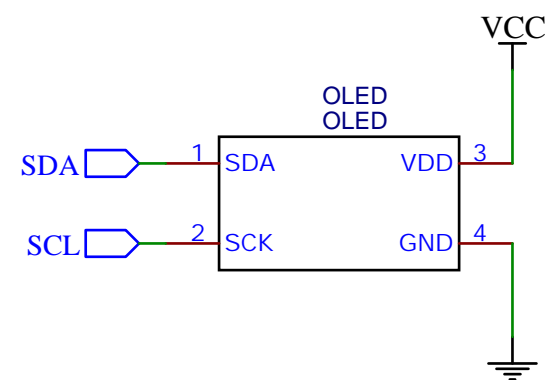 VCC
OLED
OLED
SDA 1 SDA VDD 3
SCL 2 SCK GND 4